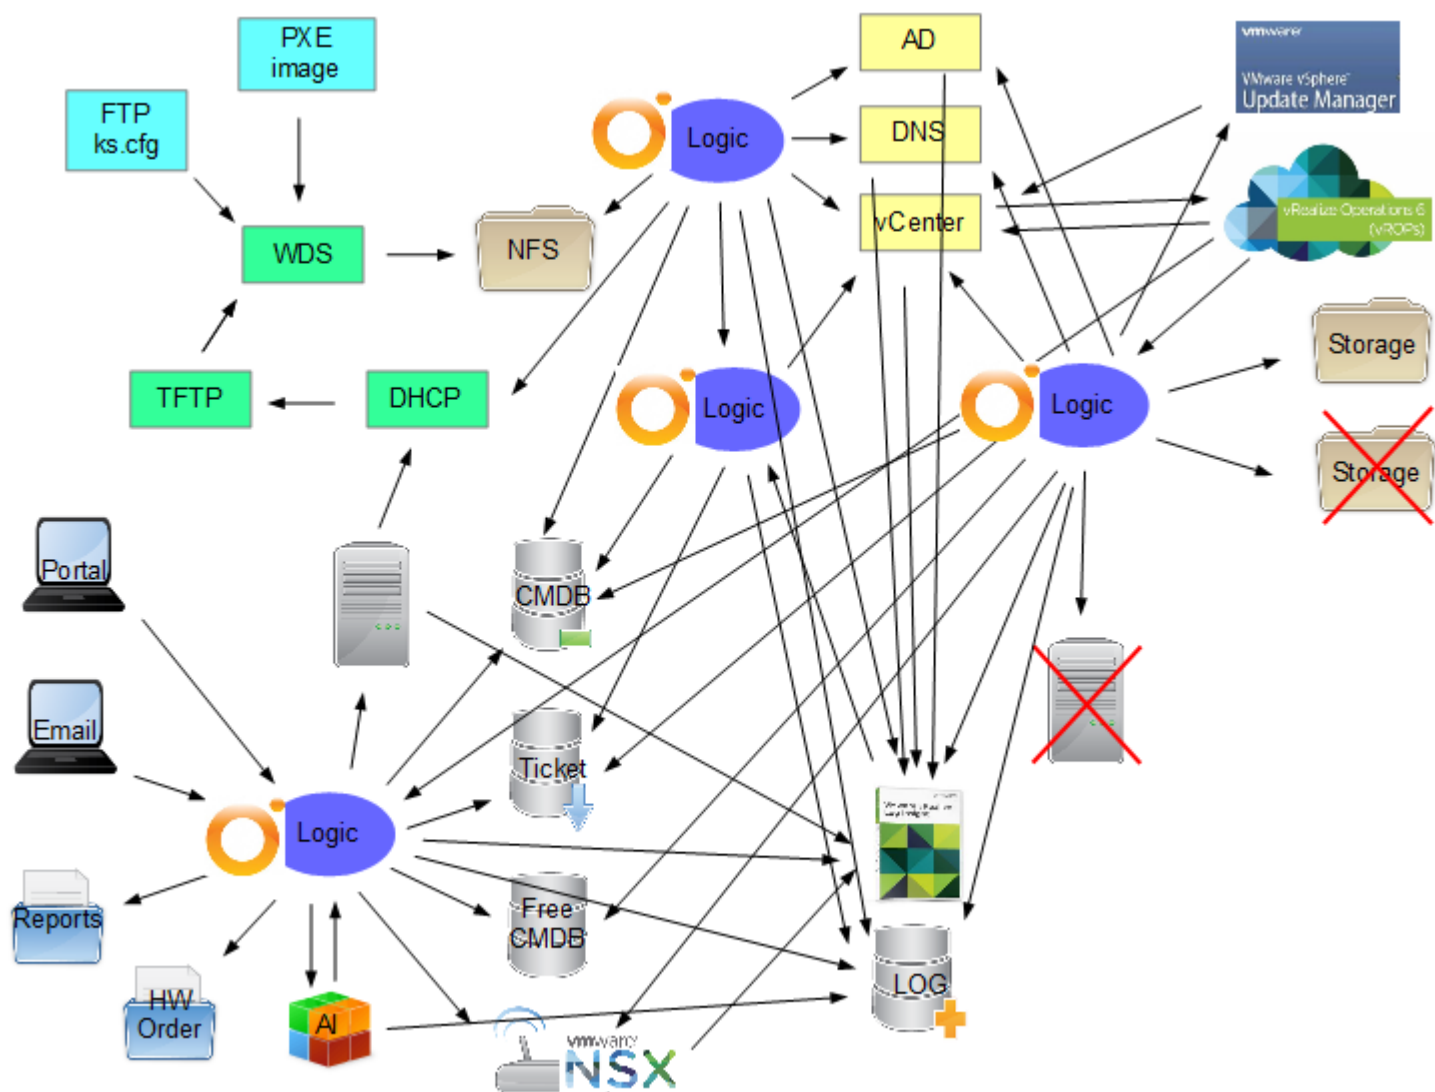 PXE
image
AD
vmware
VMware vSphere™
Update Manager
FTP
ks.cfg
DNS
Logic
vRealize Operations 6
(vROPs)
vCenter
WDS
NFS
Storage
TFTP
DHCP
Logic
Logic
Storage
Portal
CMDB
Email
Ticket
Logic
Free
CMDB
Reports
LOG
HW
Order
AI
vmware
NSX